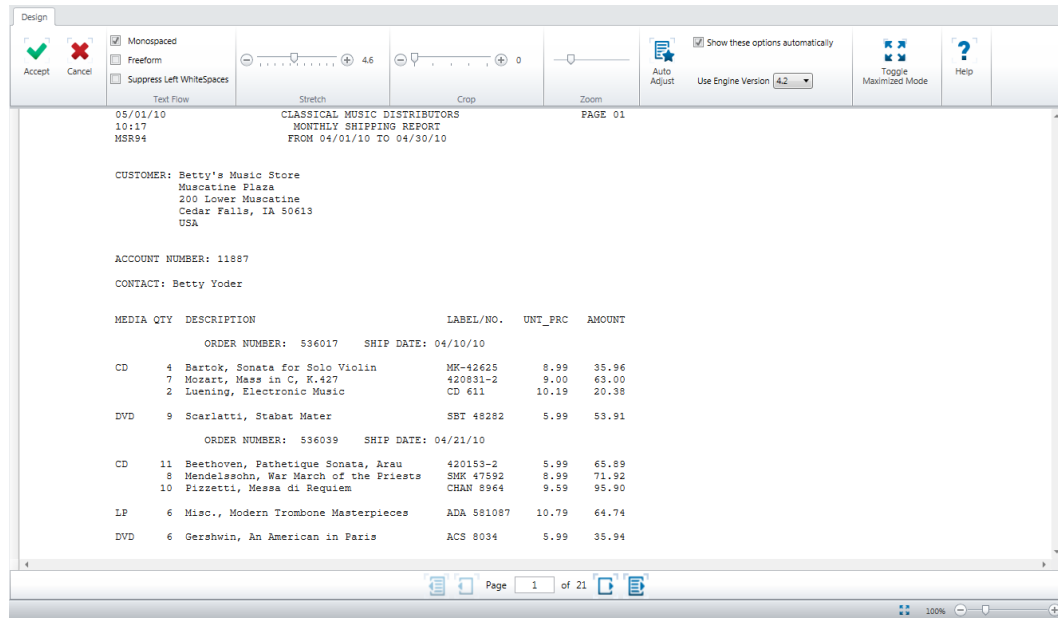 Design
Accept
Cancel
Monospaced
Freeform
Suppress Left WhiteSpaces
Text Flow
4.6
Stretch
0
Crop
Zoom
Auto
Adjust
Show these options automatically
Use Engine Version 4.2
Toggle
Maximized Mode
?
Help
05/01/10 CLASSICAL MUSIC DISTRIBUTORS PAGE 01
10:17 MONTHLY SHIPPING REPORT
MSR94 FROM 04/01/10 TO 04/30/10
CUSTOMER: Betty's Music Store
Muscatine Plaza
200 Lower Muscatine
Cedar Falls, IA 50613
USA
ACCOUNT NUMBER: 11887
CONTACT: Betty Yoder
MEDIA QTY DESCRIPTION LABEL/NO. UNT_PRC AMOUNT
ORDER NUMBER: 536017 SHIP DATE: 04/10/10
CD 4 Bartok, Sonata for Solo Violin MK-42625 8.99 35.96
7 Mozart, Mass in C, K.427 420831-2 9.00 63.00
2 Luening, Electronic Music CD 611 10.19 20.38
DVD 9 Scarlatti, Stabat Mater SBT 48282 5.99 53.91
ORDER NUMBER: 536039 SHIP DATE: 04/21/10
CD 11 Beethoven, Pathetique Sonata, Arau 420153-2 5.99 65.89
8 Mendelssohn, War March of the Priests SMK 47592 8.99 71.92
10 Pizzetti, Messa di Requiem CHAN 8964 9.59 95.90
LP 6 Misc., Modern Trombone Masterpieces ADA 581087 10.79 64.74
DVD 6 Gershwin, An American in Paris ACS 8034 5.99 35.94
Page 1 of 21
100%